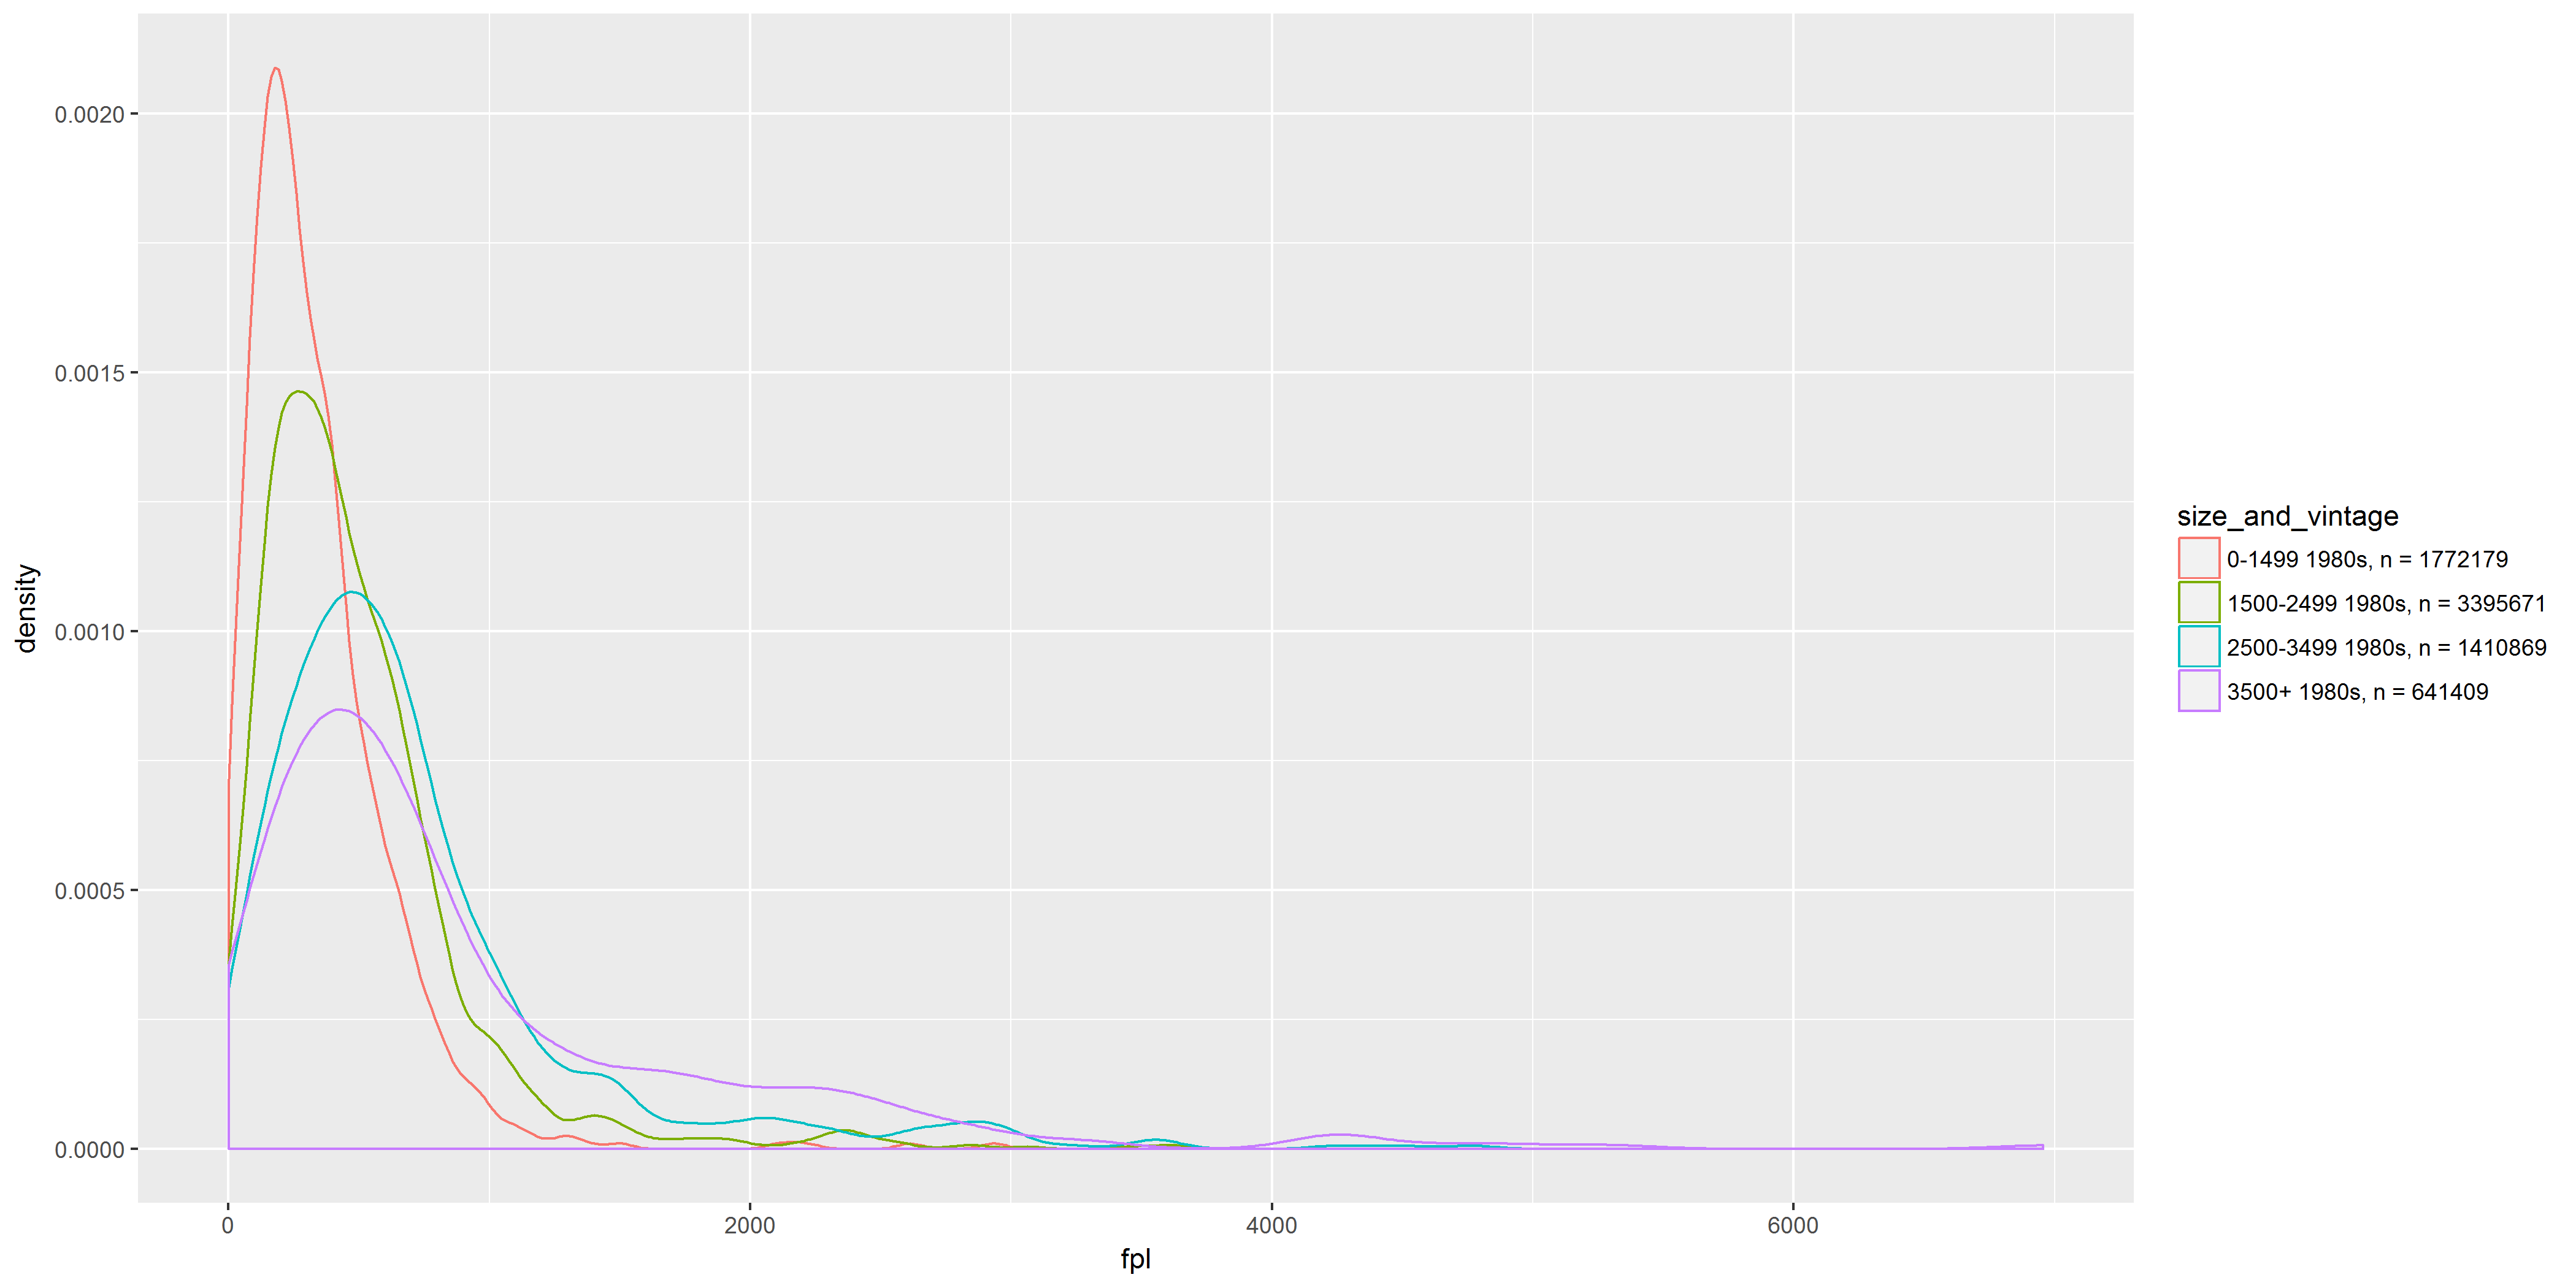 0.0020
0.0015
0.0010
0.0005
0.0000
density
0
2000
4000
6000
fpl
size_and_vintage
0-1499 1980s, n = 1772179
1500-2499 1980s, n = 3395671
2500-3499 1980s, n = 1410869
3500+ 1980s, n = 641409